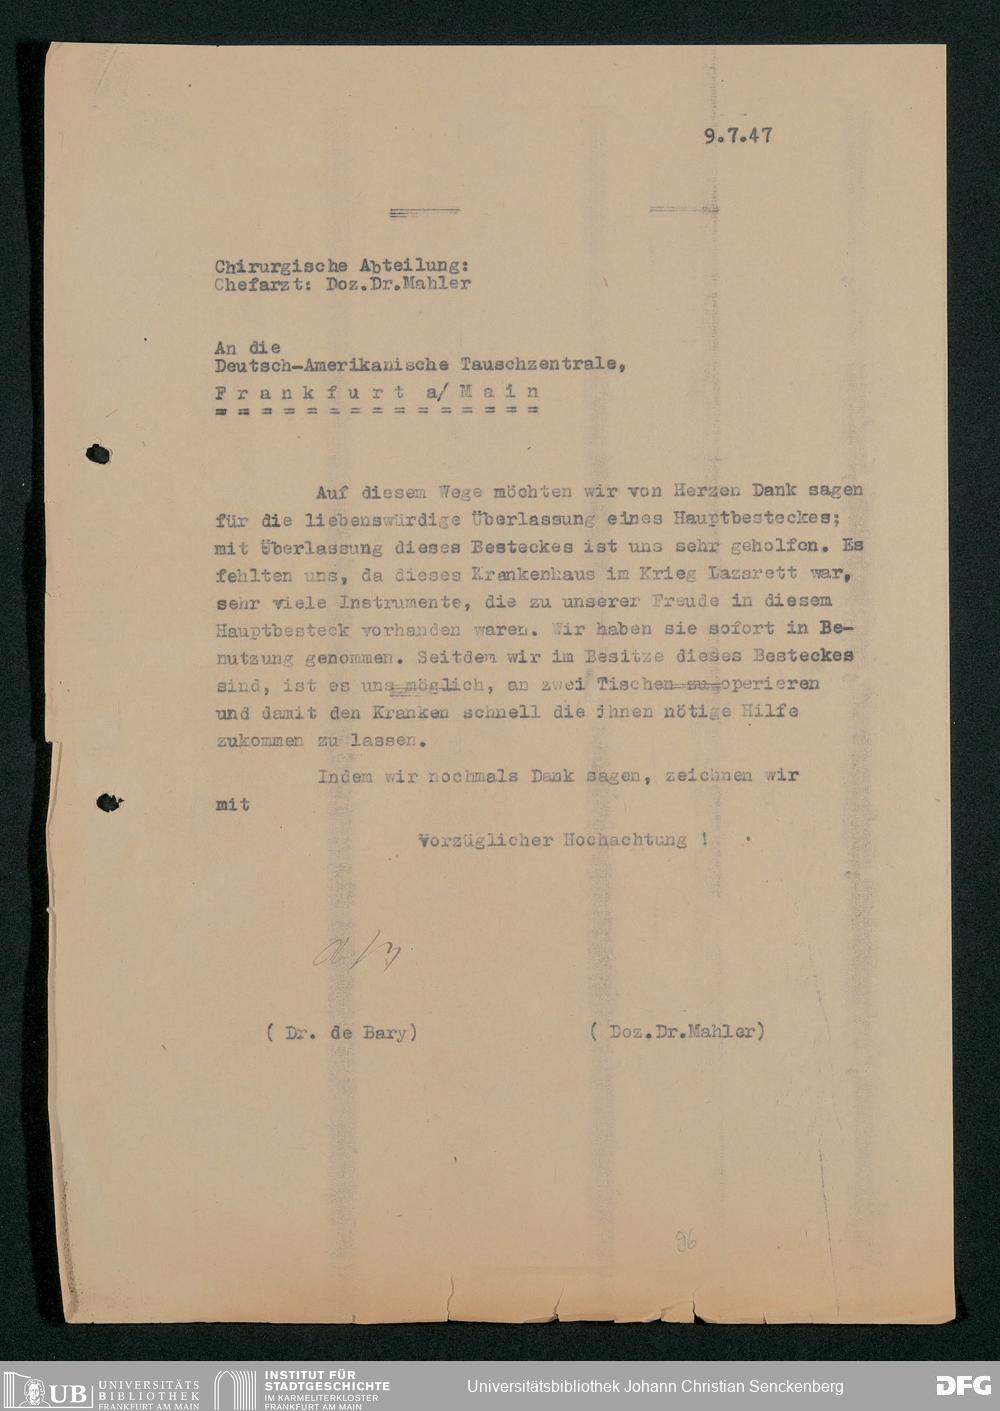 9.7.47
Chirurgische Abteilung:
Chefarzt: Doz.Dr.Mahler
An die
Deutsch-Amerikanische Tauschzentrale,
F r a n k f u r t a/ M a i n
= = = = = = = = = = = = = = =
Auf diesem Wege möchten wir von Herzen Dank sagen
für die liebenswürdige Überlassung eines Hauptbesteckes;
mit Überlassung dieses Besteckes ist uns sehr geholfen. Es
fehlten uns, da dieses Krankenhaus im Krieg Lazarett war,
sehr viele Instrumente, die zu unserer Freude in diesem
Hauptbesteck vorhanden waren. Wir haben sie sofort in Be-
nutzung genommen. Seitdem wir im Besitze dieses Besteckes
sind, ist es uns möglich, an zwei Tischen zu operieren
und damit den Kranken schnell die ihnen nötige Hilfe
zukommen zu lassen.
Indem wir nochmals Dank sagen, zeichnen wir
mit
Vorzüglicher Hochachtung !
( Dr. de Bary) ( Doz.Dr.Mahler)
96
UB UNIVERSITÄTS
BIBLIOTHEK
FRANKFURT AM MAIN
INSTITUT FÜR
STADTGESCHICHTE
IM KARMELITERKLOSTER
FRANKFURT AM MAIN
Universitätsbibliothek Johann Christian Senckenberg
DFG